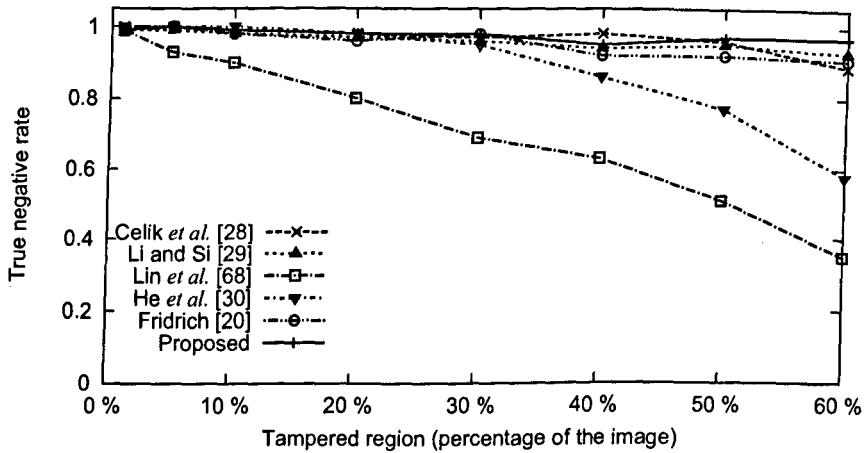 1
0.8
0.6
0.4
0.2
0
True negative rate
Celik et al. [28]
Li and Si [29]
Lin et al. [68]
He et al. [30]
Fridrich [20]
Proposed
0 % 10 % 20 % 30 % 40 % 50 % 60 %
Tampered region (percentage of the image)